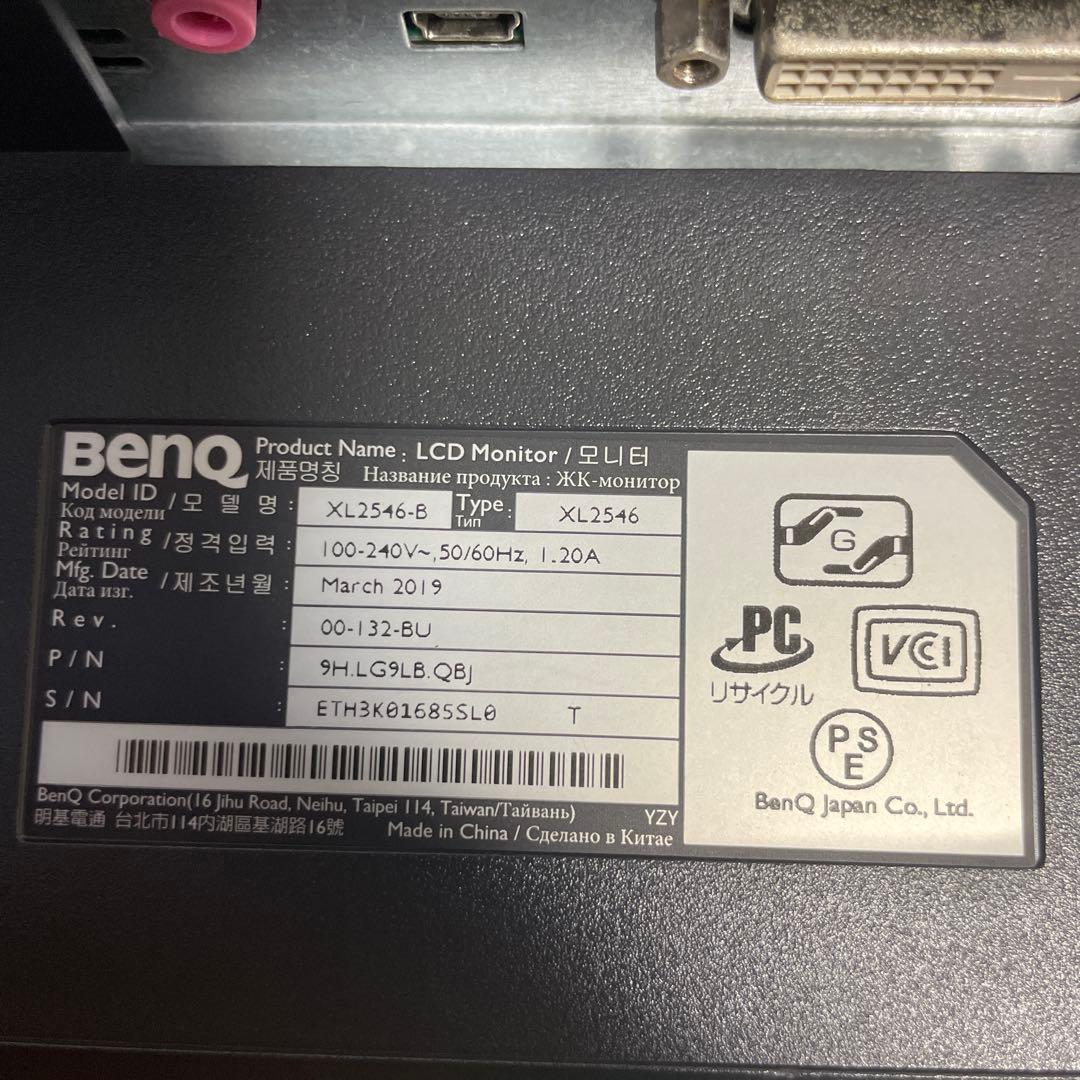 BenQ
Product Name : LCD Monitor / 모니터
제품명칭 Название продукта : ЖК-монитор
Model ID / 모델명 : XL2546-B Type : XL2546
Код модели Тип
Rating / 정격입력 : 100-240V~,50/60Hz, 1.20A
Рейтинг
Mfg. Date / 제조년월 : March 2019
Дата изг.
Rev. : 00-132-BU
P/N : 9H.LG9LB.QBJ
S/N : ETH3K01685SL0 T
BenQ Corporation(16 Jihu Road, Neihu, Taipei 114, Taiwan/Тайвань) YZY
明基電通 台北市114內湖區基湖路16號 Made in China / Сделано в Китае
G
PC
リサイクル
VCCI
PSE
BenQ Japan Co., Ltd.